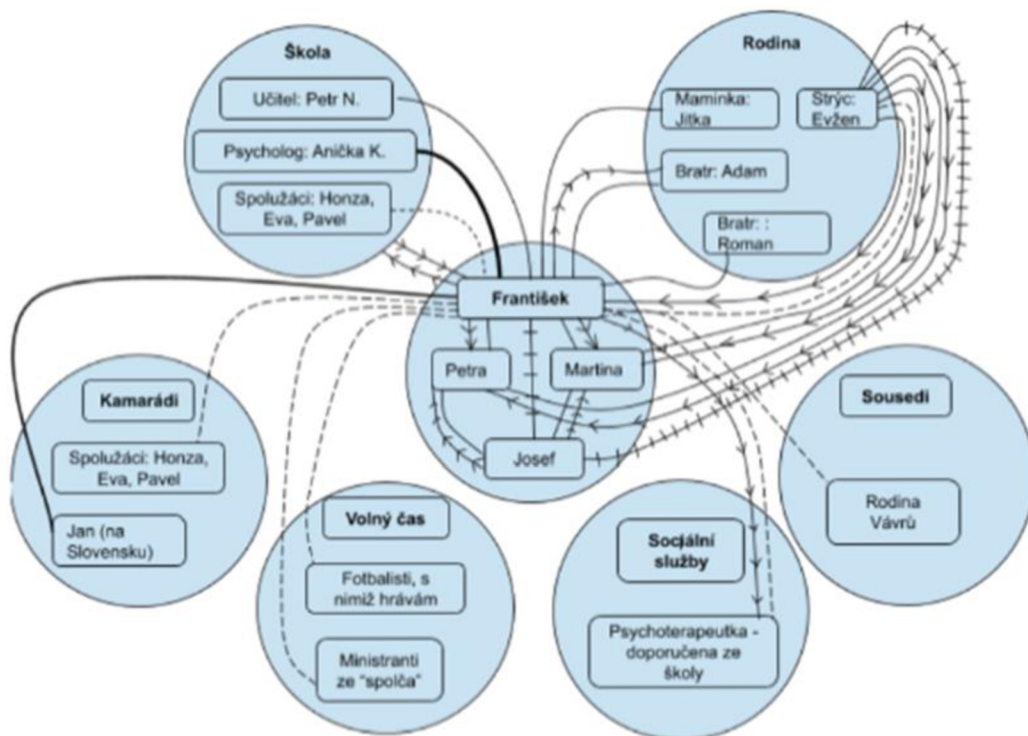 Škola
Učitel: Petr N.
Psycholog: Anička K.
Spolužáci: Honza,
Eva, Pavel
Rodina
Maminka:
Jitka
Strýc:
Evžen
Bratr: Adam
Bratr: :
Roman
František
Petra
Martina
Josef
Kamarádi
Spolužáci: Honza,
Eva, Pavel
Jan (na
Slovensku)
Volný čas
Fotbalisti, s
nimiž hrávám
Ministranti
ze "spolča"
Sociální
služby
Psychoterapeutka -
doporučena ze
školy
Sousedi
Rodina
Vávrů